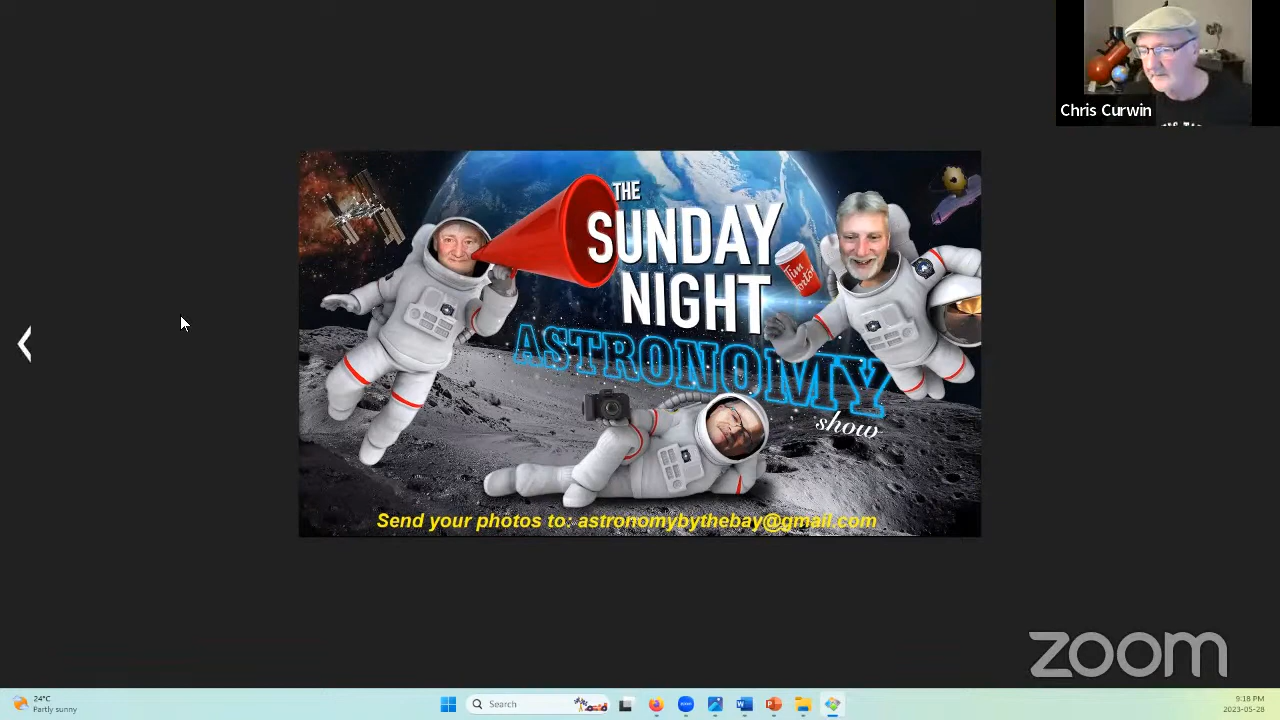 Chris Curwin
THE
SUNDAY
NIGHT
ASTRONOMY
show
Tim
Send your photos to: astronomybythebay@gmail.com
zoom
24°C
Partly sunny
Search
9:18 PM
2023-05-28